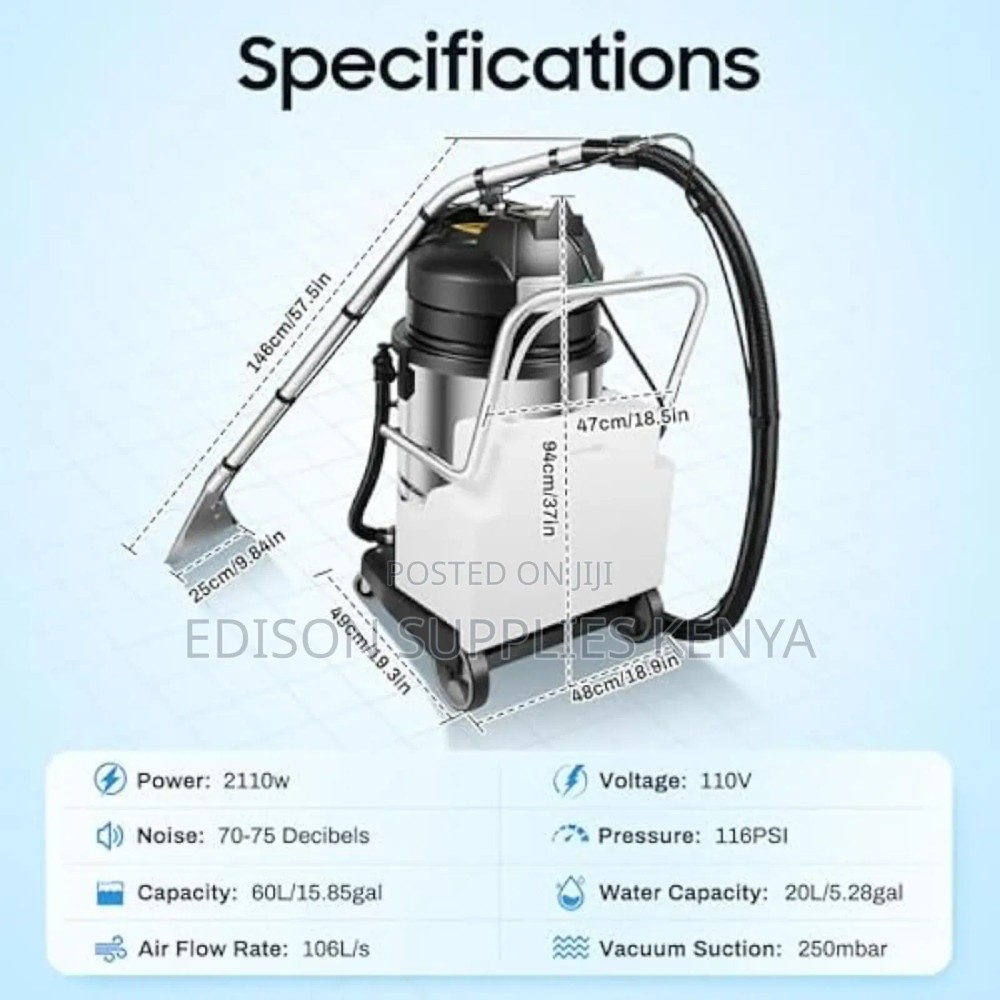 Specifications
146cm/57.5in
47cm/18.5in
94cm/37in
25cm/9.84in
POSTED ON JIJI
EDISON SUPPLIES KENYA
49cm/19.3in
48cm/18.8in
Power: 2110w
Voltage: 110V
Noise: 70-75 Decibels
Pressure: 116PSI
Capacity: 60L/15.85gal
Water Capacity: 20L/5.28gal
Air Flow Rate: 106L/s
Vacuum Suction: 250mbar